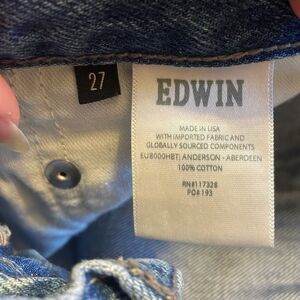 27
EDWIN
MADE IN USA
WITH IMPORTED FABRIC AND
GLOBALLY SOURCED COMPONENTS
EU8000HBT| ANDERSON - ABERDEEN
100% COTTON
RN#117328
PO# 193